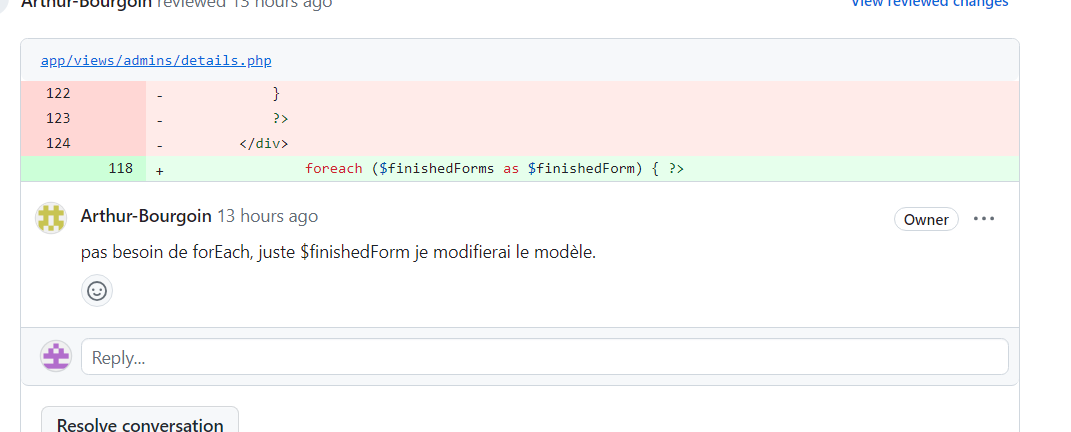 Arthur-Bourgoin reviewed 13 hours ago View reviewed changes
app/views/admins/details.php
122 - }
123 - ?>
124 - </div>
118 + foreach ($finishedForms as $finishedForm) { ?>
Arthur-Bourgoin 13 hours ago Owner ...
pas besoin de forEach, juste $finishedForm je modifierai le modèle.
Reply...
Resolve conversation